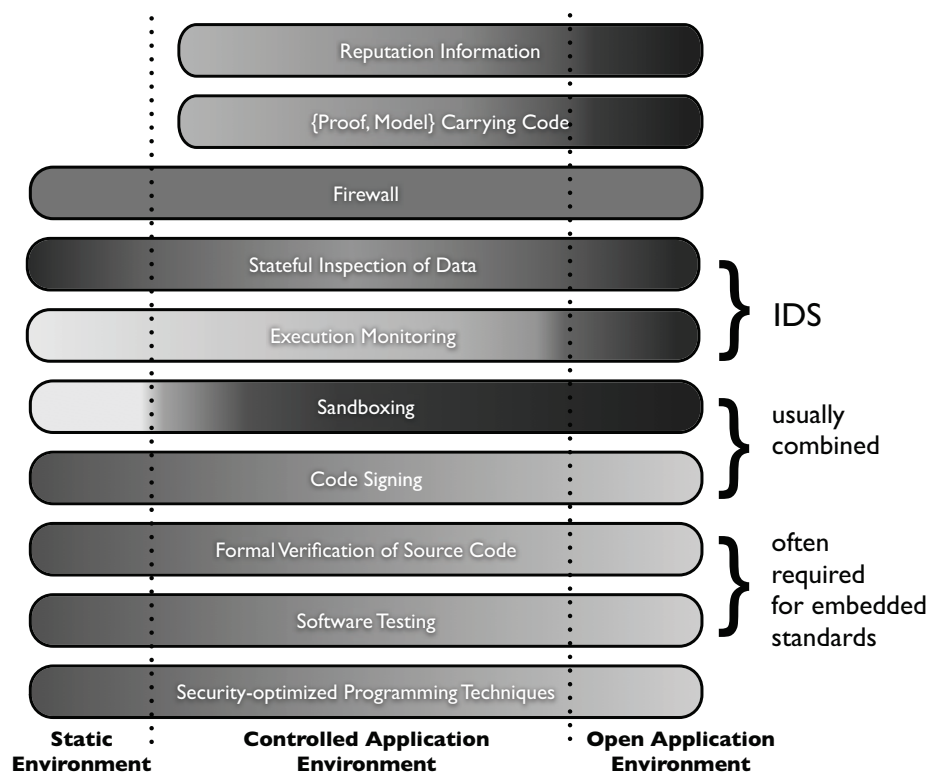 Reputation Information
{Proof, Model} Carrying Code
Firewall
Stateful Inspection of Data
IDS
Execution Monitoring
Sandboxing
usually
combined
Code Signing
Formal Verification of Source Code
often
required
for embedded
standards
Software Testing
Security-optimized Programming Techniques
Static
Environment
Controlled Application
Environment
Open Application
Environment